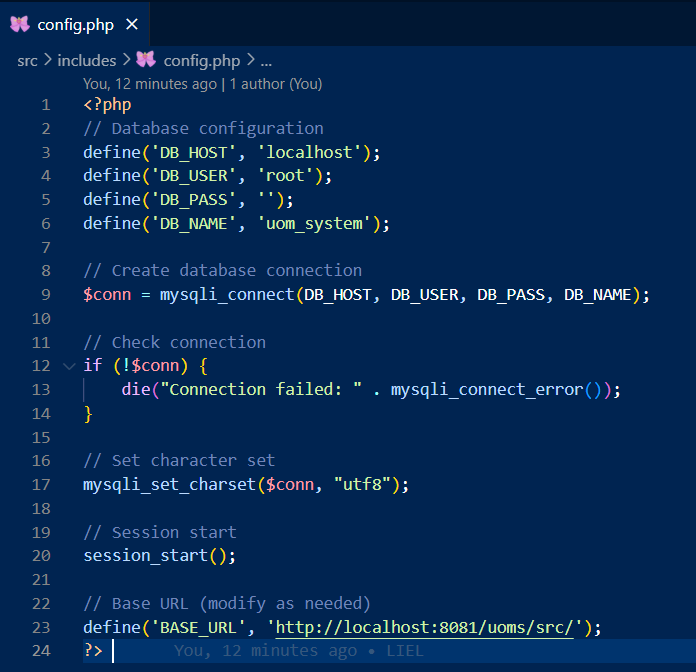 config.php ×
src > includes > config.php > ...
You, 12 minutes ago | 1 author (You)
1 <?php
2 // Database configuration
3 define('DB_HOST', 'localhost');
4 define('DB_USER', 'root');
5 define('DB_PASS', '');
6 define('DB_NAME', 'uom_system');
7
8 // Create database connection
9 $conn = mysqli_connect(DB_HOST, DB_USER, DB_PASS, DB_NAME);
10
11 // Check connection
12 if (!$conn) {
13     die("Connection failed: " . mysqli_connect_error());
14 }
15
16 // Set character set
17 mysqli_set_charset($conn, "utf8");
18
19 // Session start
20 session_start();
21
22 // Base URL (modify as needed)
23 define('BASE_URL', 'http://localhost:8081/uoms/src/');
24 ?> You, 12 minutes ago • LIEL